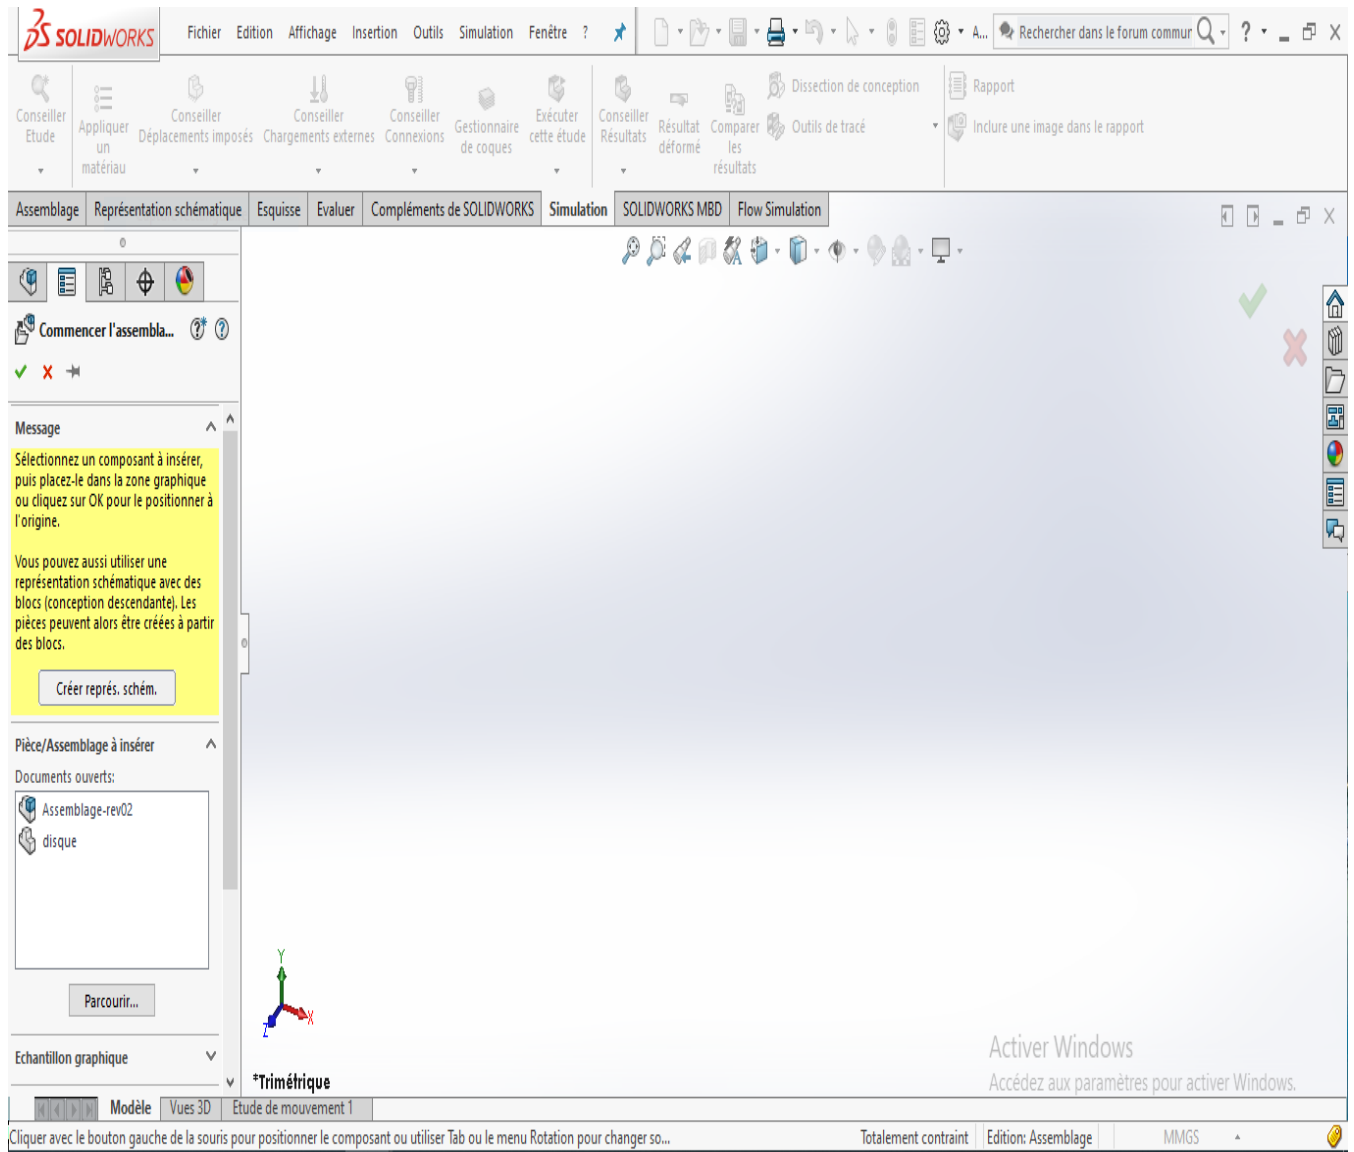 SOLIDWORKS Fichier Edition Affichage Insertion Outils Simulation Fenêtre ? A... Rechercher dans le forum commur ?
Conseiller
Etude
Appliquer
un
matériau
Conseiller
Déplacements imposés
Conseiller
Chargements externes
Conseiller
Connexions
Gestionnaire
de coques
Exécuter
cette étude
Conseiller
Résultats
Résultat
déformé
Comparer
les
résultats
Dissection de conception
Outils de tracé
Rapport
Inclure une image dans le rapport
Assemblage Représentation schématique Esquisse Evaluer Compléments de SOLIDWORKS Simulation SOLIDWORKS MBD Flow Simulation
Commencer l'assembla...
Message
Sélectionnez un composant à insérer,
puis placez-le dans la zone graphique
ou cliquez sur OK pour le positionner à
l'origine.
Vous pouvez aussi utiliser une
représentation schématique avec des
blocs (conception descendante). Les
pièces peuvent alors être créées à partir
des blocs.
Créer représ. schém.
Pièce/Assemblage à insérer
Documents ouverts:
Assemblage-rev02
disque
Parcourir...
Echantillon graphique
Y
X
Z
*Trimétrique
Activer Windows
Accédez aux paramètres pour activer Windows.
Modèle Vues 3D Etude de mouvement 1
Cliquer avec le bouton gauche de la souris pour positionner le composant ou utiliser Tab ou le menu Rotation pour changer so... Totalement contraint Edition: Assemblage MMGS